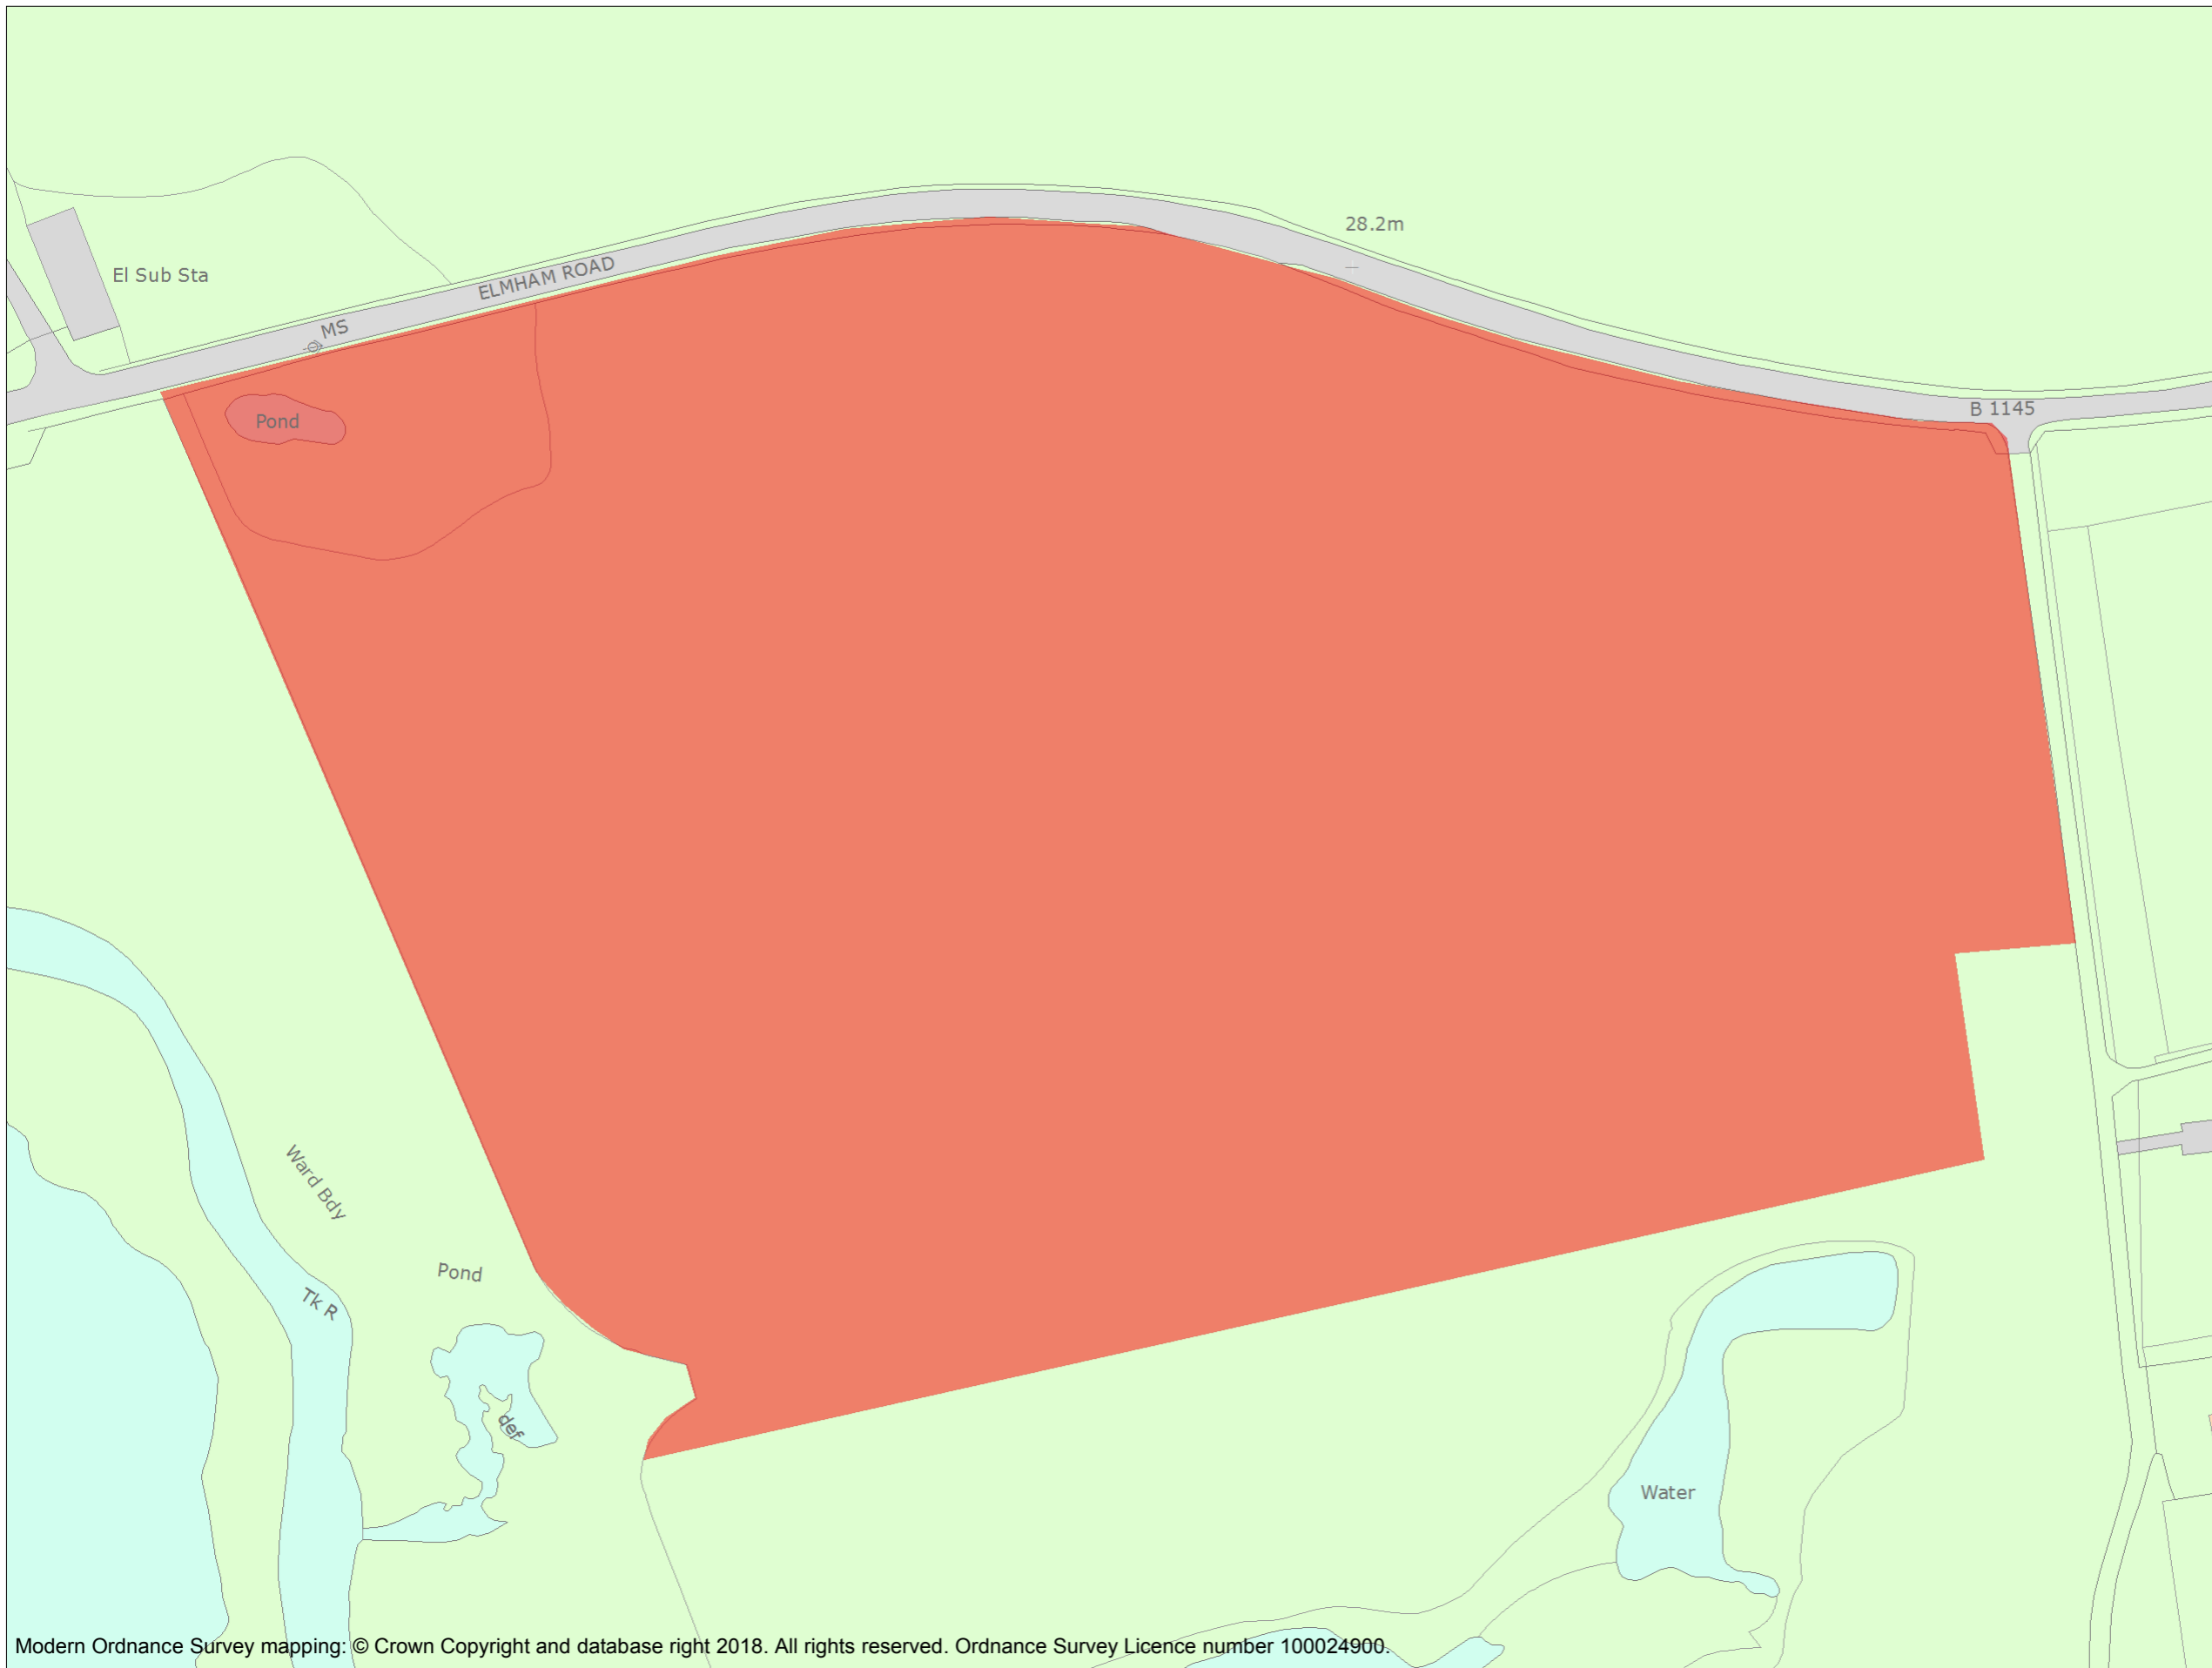 28.2m
ELMHAM ROAD
El Sub Sta
MS
B 1145
Pond
Ward Bdy
Pond
Tk R
def
Water
Modern Ordnance Survey mapping: © Crown Copyright and database right 2018. All rights reserved. Ordnance Survey Licence number 100024900.